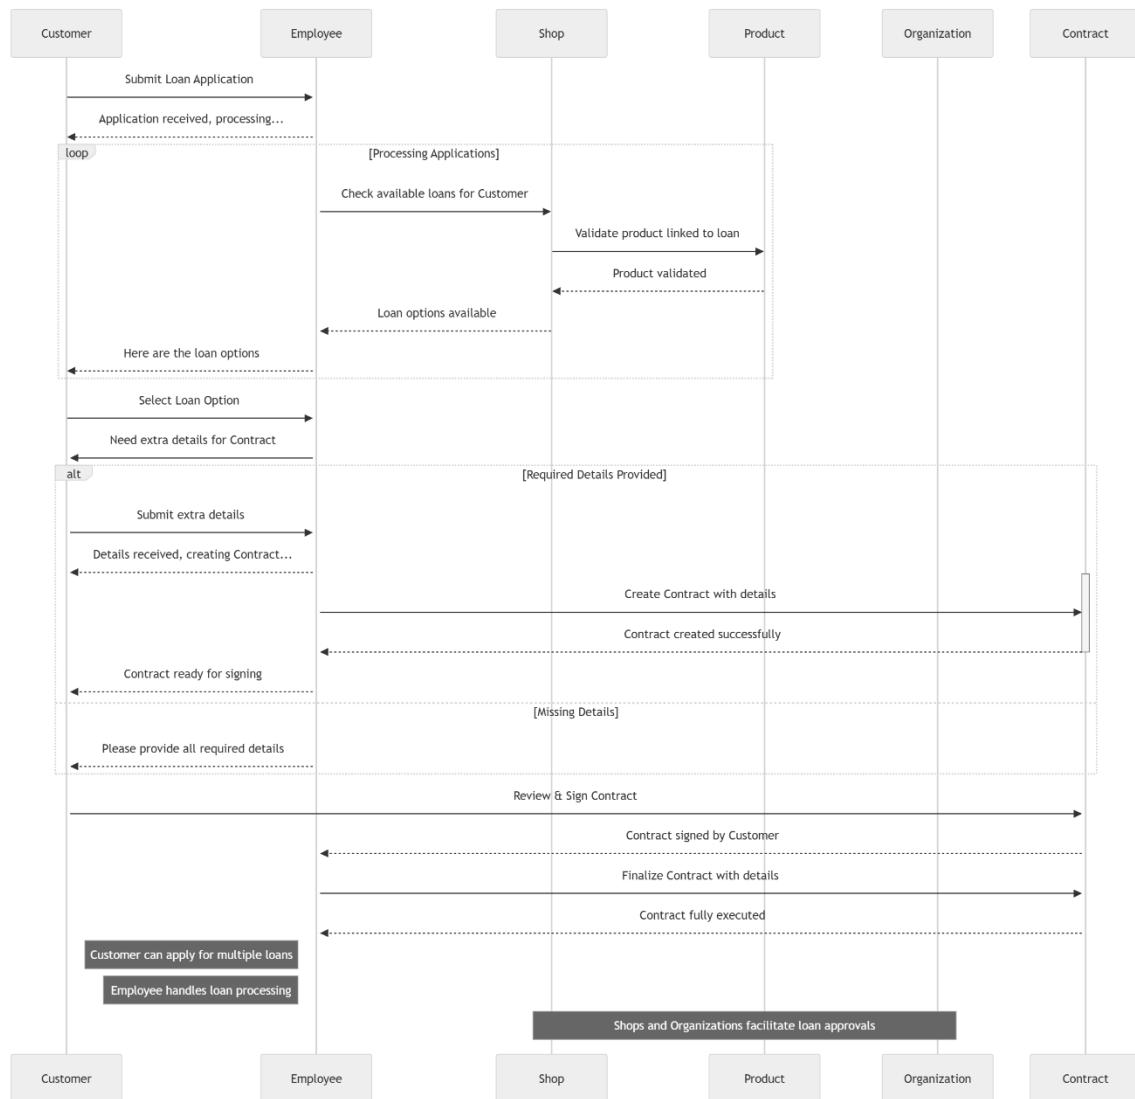 Customer Employee Shop Product Organization Contract
Submit Loan Application
Application received, processing...
loop [Processing Applications]
Check available loans for Customer
Validate product linked to loan
Product validated
Loan options available
Here are the loan options
Select Loan Option
Need extra details for Contract
alt [Required Details Provided]
Submit extra details
Details received, creating Contract...
Create Contract with details
Contract created successfully
Contract ready for signing
[Missing Details]
Please provide all required details
Review & Sign Contract
Contract signed by Customer
Finalize Contract with details
Contract fully executed
Customer can apply for multiple loans
Employee handles loan processing
Shops and Organizations facilitate loan approvals
Customer Employee Shop Product Organization Contract